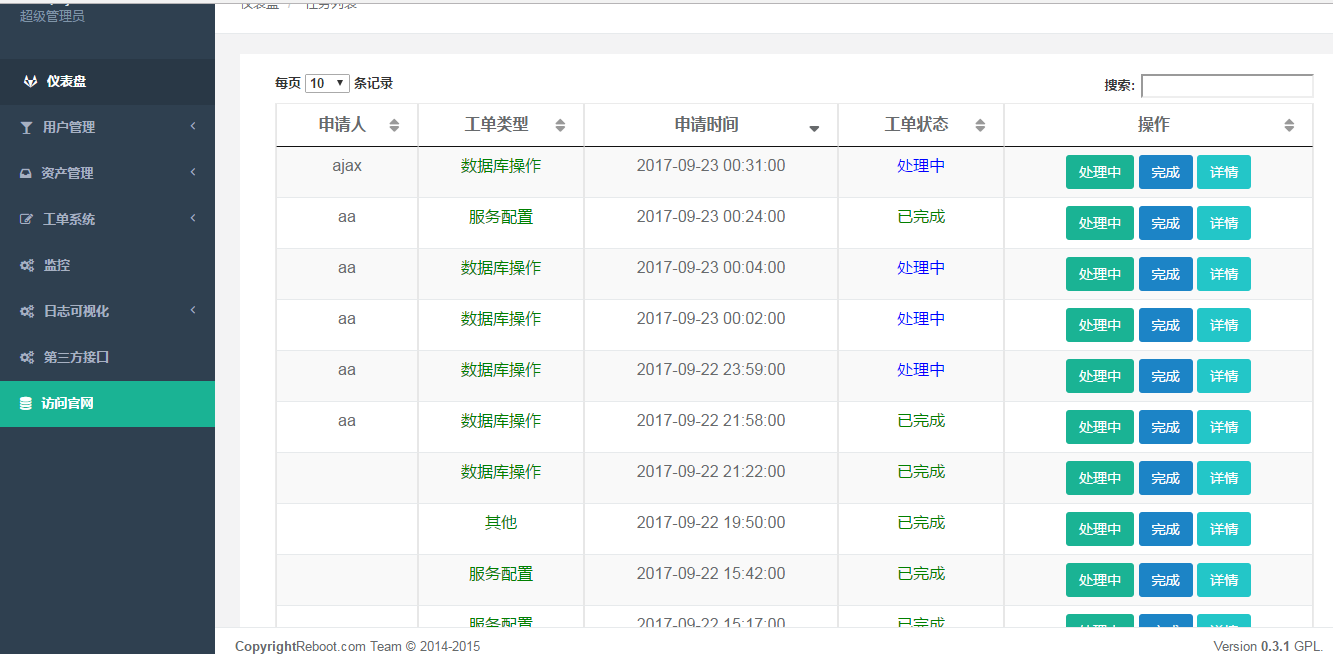 超级管理员
仪表盘
用户管理
资产管理
工单系统
监控
日志可视化
第三方接口
访问官网
仪表盘 / 任务列表
每页 10 条记录
搜索:
申请人 工单类型 申请时间 工单状态 操作
ajax 数据库操作 2017-09-23 00:31:00 处理中 处理中 完成 详情
aa 服务配置 2017-09-23 00:24:00 已完成 处理中 完成 详情
aa 数据库操作 2017-09-23 00:04:00 处理中 处理中 完成 详情
aa 数据库操作 2017-09-23 00:02:00 处理中 处理中 完成 详情
aa 数据库操作 2017-09-22 23:59:00 处理中 处理中 完成 详情
aa 数据库操作 2017-09-22 21:58:00 已完成 处理中 完成 详情
数据库操作 2017-09-22 21:22:00 已完成 处理中 完成 详情
其他 2017-09-22 19:50:00 已完成 处理中 完成 详情
服务配置 2017-09-22 15:42:00 已完成 处理中 完成 详情
服务配置 2017-09-22 15:17:00 已完成 处理中 完成 详情
CopyrightReboot.com Team © 2014-2015
Version 0.3.1 GPL.